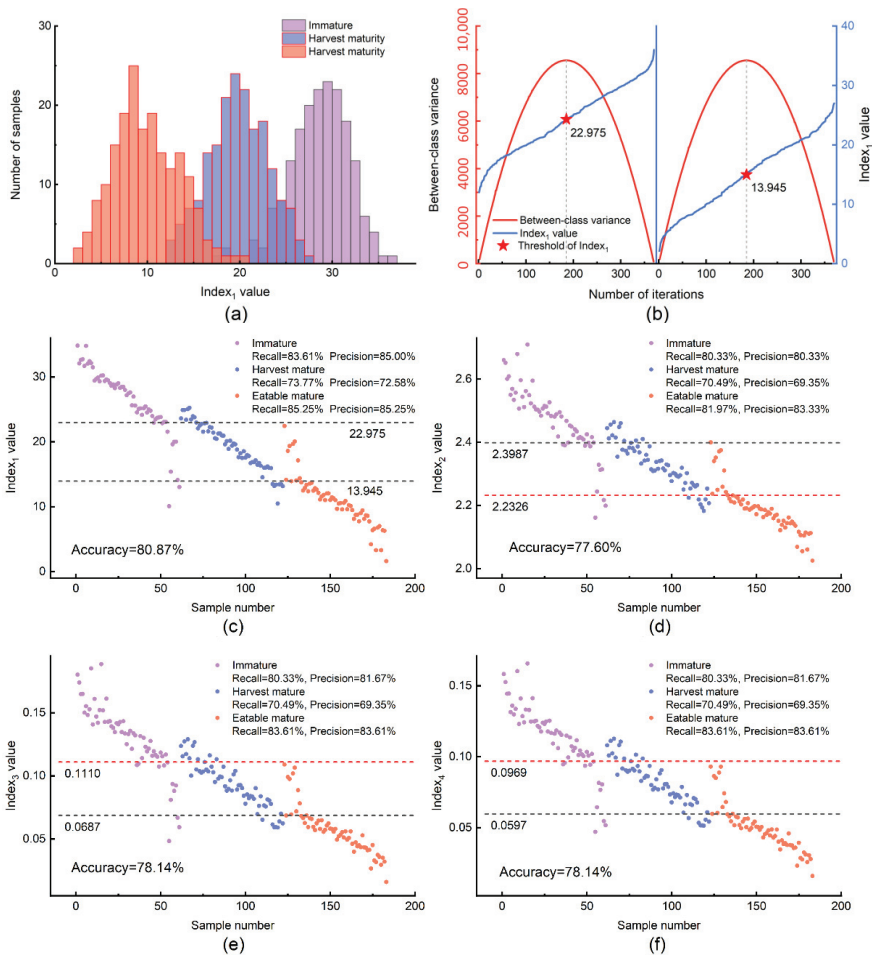 Immature
Harvest maturity
Harvest maturity
Number of samples
30
20
10
0
0
10
20
30
Index₁ value
(a)
Between-class variance
10,000
8000
6000
4000
2000
0
22.975
13.945
Between-class variance
Index₁ value
Threshold of Index₁
40
30
20
10
0
Index₁ value
0 100 200 300 0 100 200 300
Number of iterations
(b)
Immature
Recall=83.61% Precision=85.00%
Harvest mature
Recall=73.77% Precision=72.58%
Eatable mature
Recall=85.25% Precision=85.25%
Index₁ value
30
20
10
0
22.975
13.945
Accuracy=80.87%
0 50 100 150 200
Sample number
(c)
Immature
Recall=80.33%, Precision=80.33%
Harvest mature
Recall=70.49%, Precision=69.35%
Eatable mature
Recall=81.97%, Precision=83.33%
Index₂ value
2.6
2.4
2.2
2.0
2.3987
2.2326
Accuracy=77.60%
0 50 100 150 200
Sample number
(d)
Immature
Recall=80.33%, Precision=81.67%
Harvest mature
Recall=70.49%, Precision=69.35%
Eatable mature
Recall=83.61%, Precision=83.61%
Index₃ value
0.15
0.10
0.05
0.1110
0.0687
Accuracy=78.14%
0 50 100 150 200
Sample number
(e)
Immature
Recall=80.33%, Precision=81.67%
Harvest mature
Recall=70.49%, Precision=69.35%
Eatable mature
Recall=83.61%, Precision=83.61%
Index₄ value
0.15
0.10
0.05
0.0969
0.0597
Accuracy=78.14%
0 50 100 150 200
Sample number
(f)